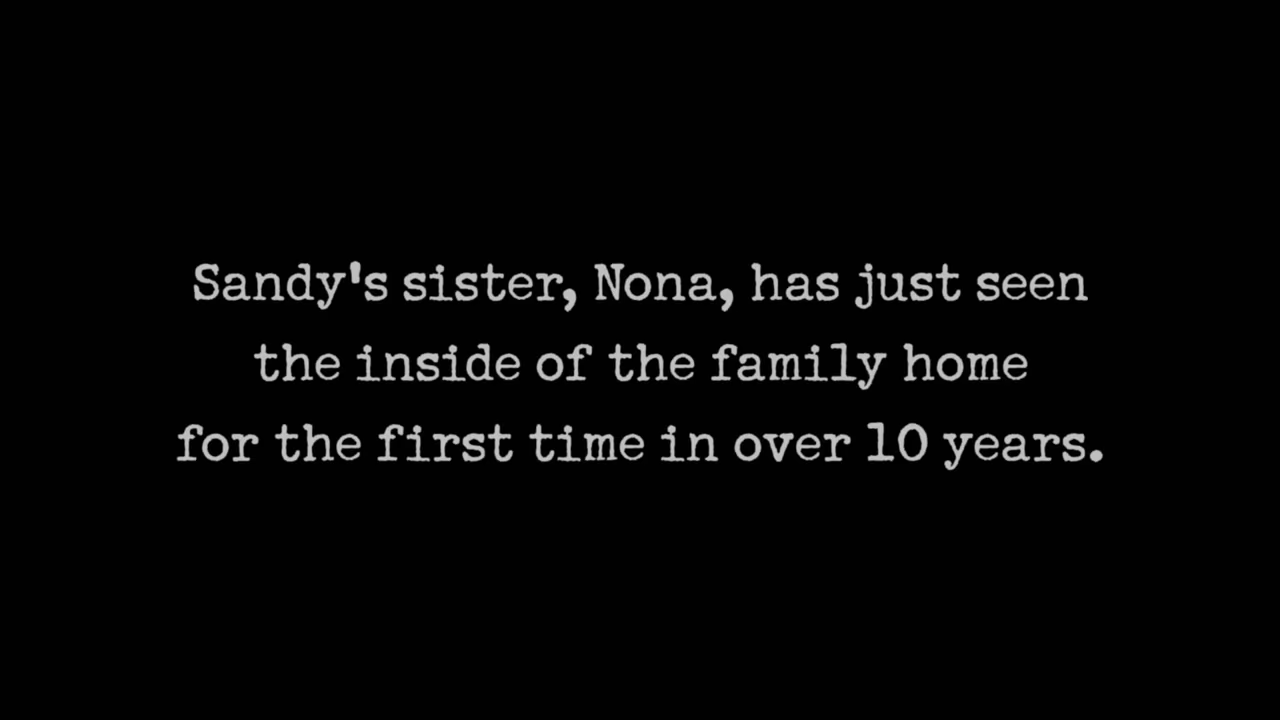 Sandy's sister, Nona, has just seen
the inside of the family home
for the first time in over 10 years.